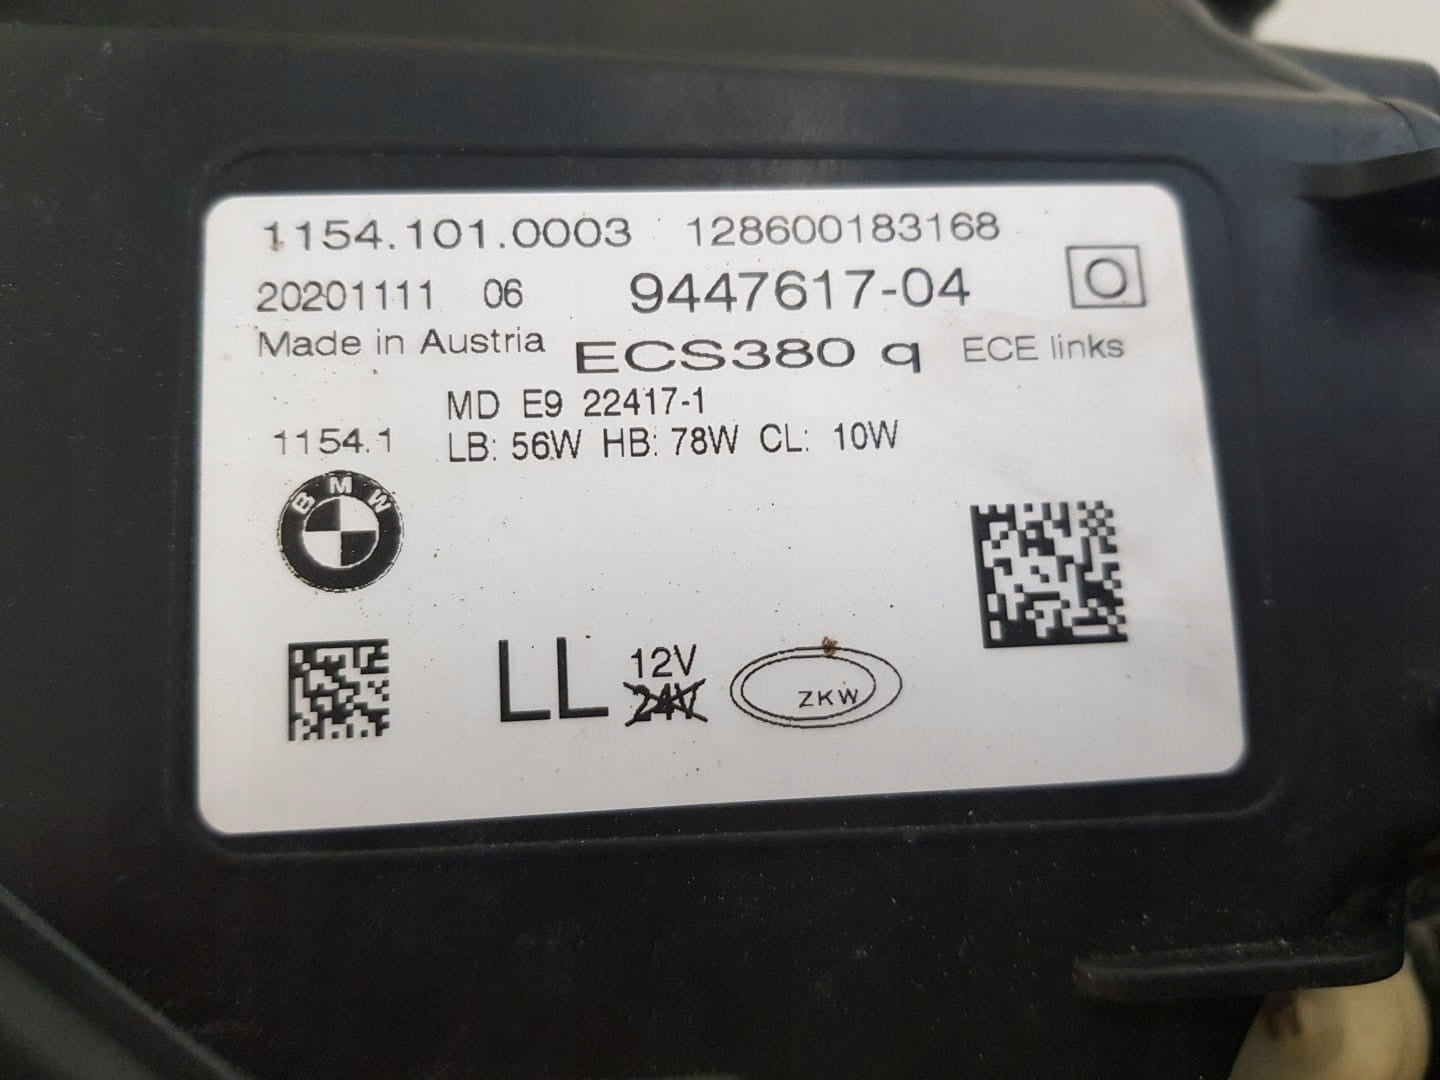 1154.101.0003 128600183168
20201111 06 9447617-04 O
Made in Austria ECS380 q ECE links
MD E9 22417-1
1154.1 LB: 56W HB: 78W CL: 10W
BMW
LL 12V
24V
ZKW